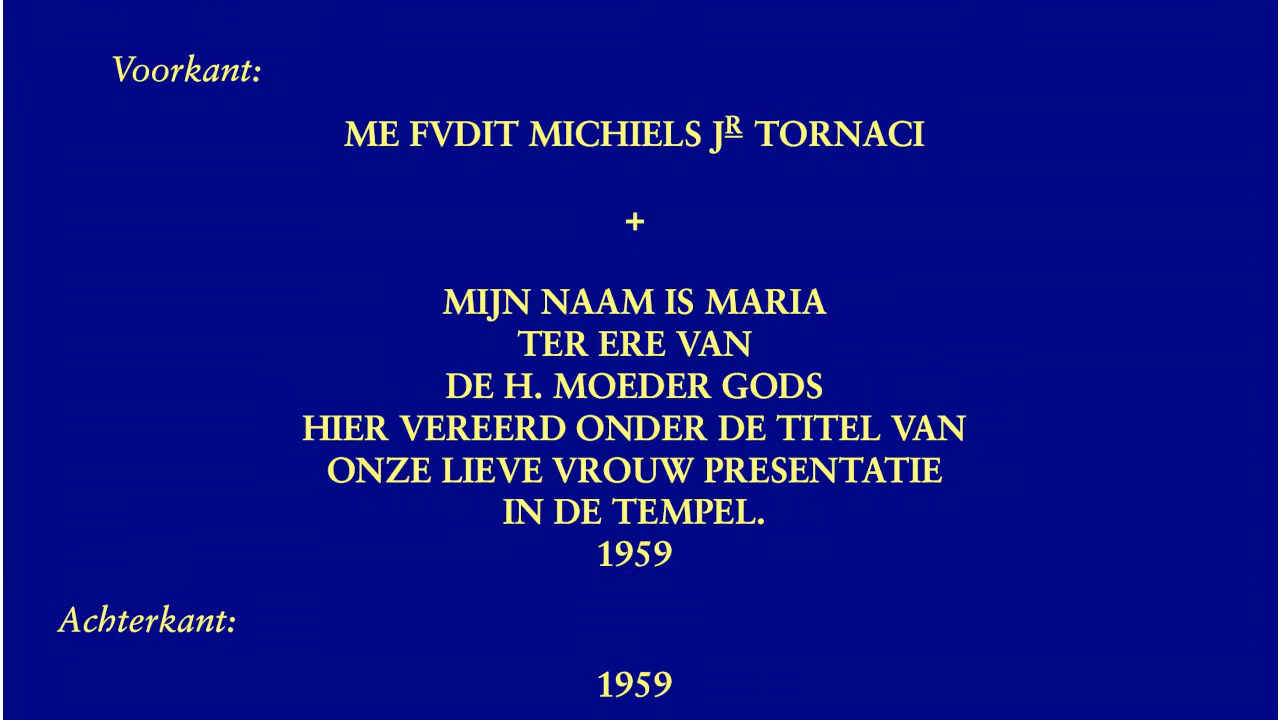 Voorkant:
ME FVDIT MICHIELS JR TORNACI
+
MIJN NAAM IS MARIA
TER ERE VAN
DE H. MOEDER GODS
HIER VEREERD ONDER DE TITEL VAN
ONZE LIEVE VROUW PRESENTATIE
IN DE TEMPEL.
1959
Achterkant:
1959